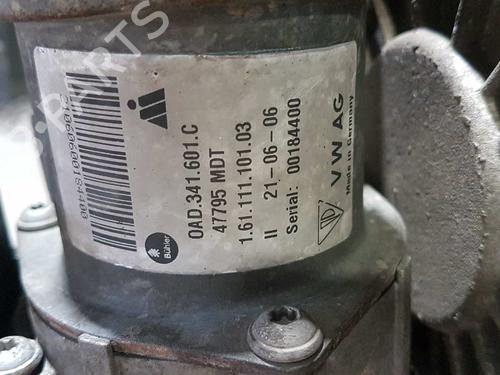 0AD.341.601.C
47795 MDT
1.61.111.101.03
II 21-06-06
Serial: 00184400
VW AG
Made in Germany
Bühler
PARTS